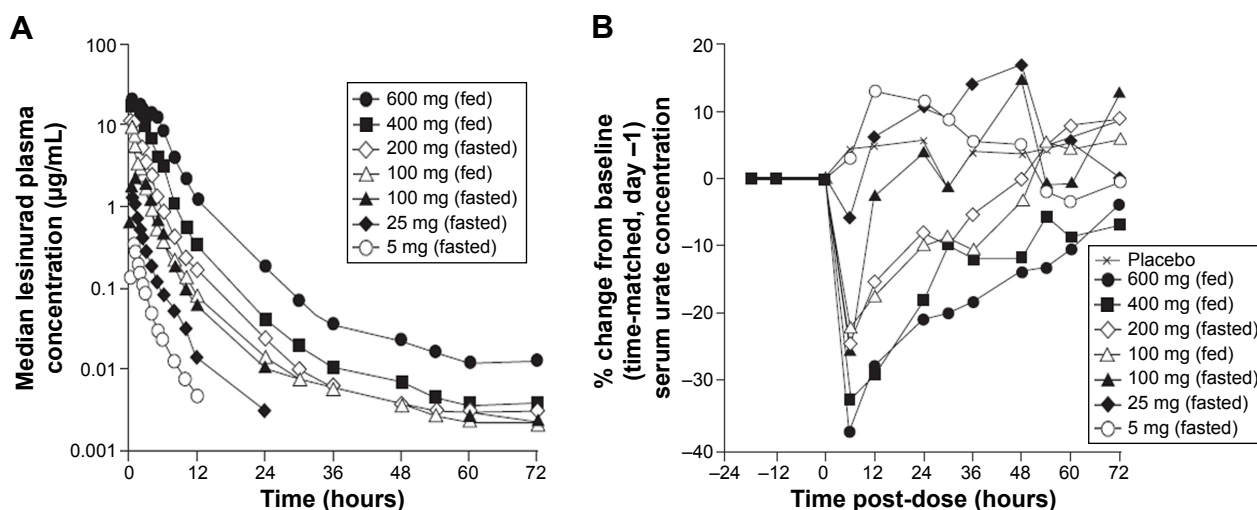 A
Median lesinurad plasma
concentration (µg/mL)
100
10
1
0.1
0.01
0.001
0
12
24
36
48
60
72
Time (hours)
600 mg (fed)
400 mg (fed)
200 mg (fasted)
100 mg (fed)
100 mg (fasted)
25 mg (fasted)
5 mg (fasted)
B
% change from baseline
(time-matched, day –1)
serum urate concentration
20
10
0
–10
–20
–30
–40
–24
–12
0
12
24
36
48
60
72
Time post-dose (hours)
Placebo
600 mg (fed)
400 mg (fed)
200 mg (fasted)
100 mg (fed)
100 mg (fasted)
25 mg (fasted)
5 mg (fasted)